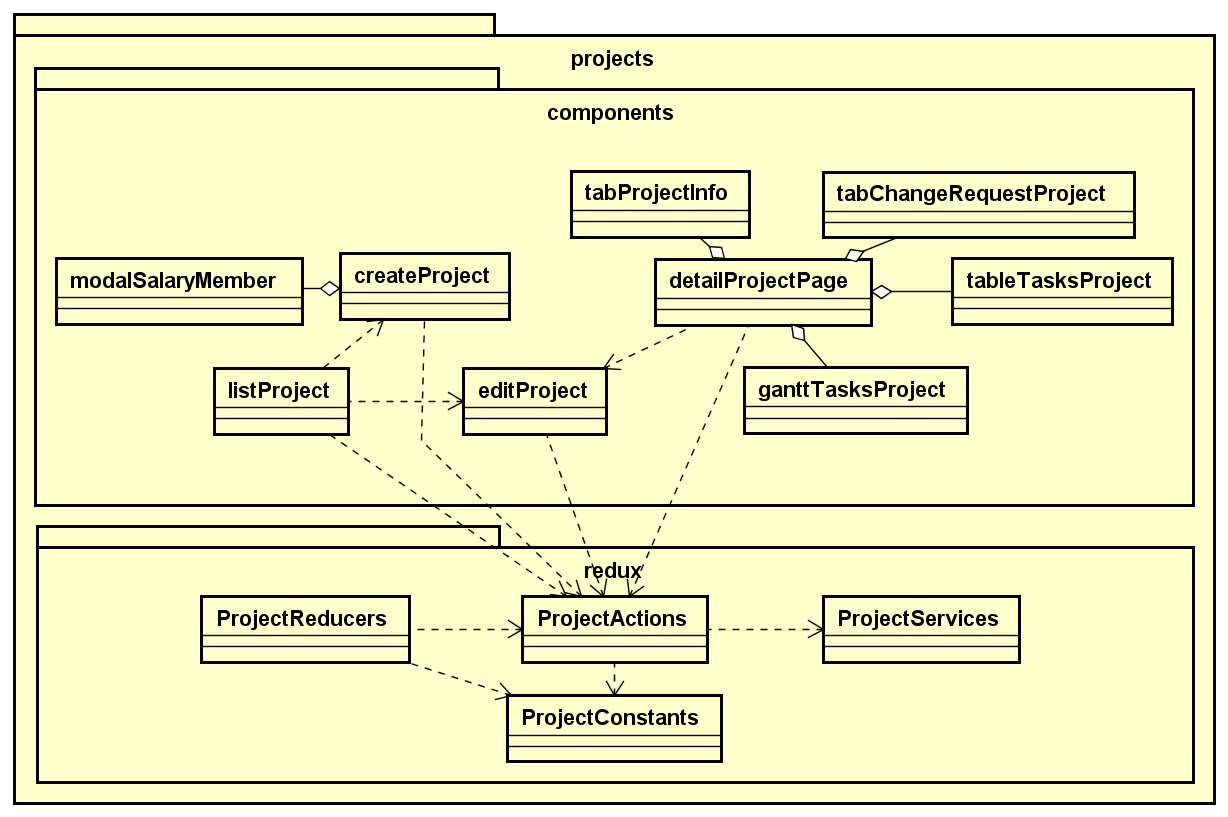 projects
components
tabProjectInfo
tabChangeRequestProject
modalSalaryMember
createProject
detailProjectPage
tableTasksProject
listProject
editProject
ganttTasksProject
redux
ProjectReducers
ProjectActions
ProjectServices
ProjectConstants